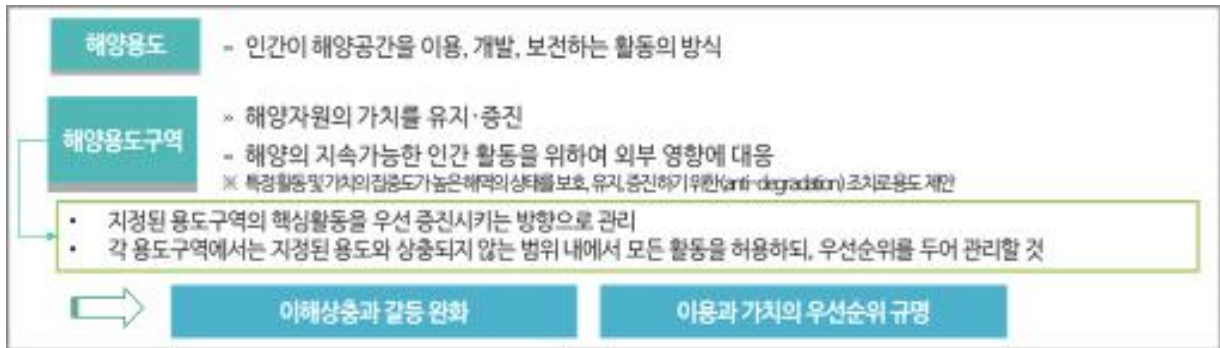 해양용도
» 인간이 해양공간을 이용, 개발, 보전하는 활동의 방식
해양용도구역
» 해양자원의 가치를 유지·증진
» 해양의 지속가능한 인간 활동을 위하여 외부 영향에 대응
※ 특정활동 및 가치의 집중도가 높은 해역의 상태를 보호, 유지, 증진하기 위한(anti-degradation) 조치로 용도 제안
• 지정된 용도구역의 핵심활동을 우선 증진시키는 방향으로 관리
• 각 용도구역에서는 지정된 용도와 상충되지 않는 범위 내에서 모든 활동을 허용하되, 우선순위를 두어 관리할 것
이해상충과 갈등 완화
이용과 가치의 우선순위 규명